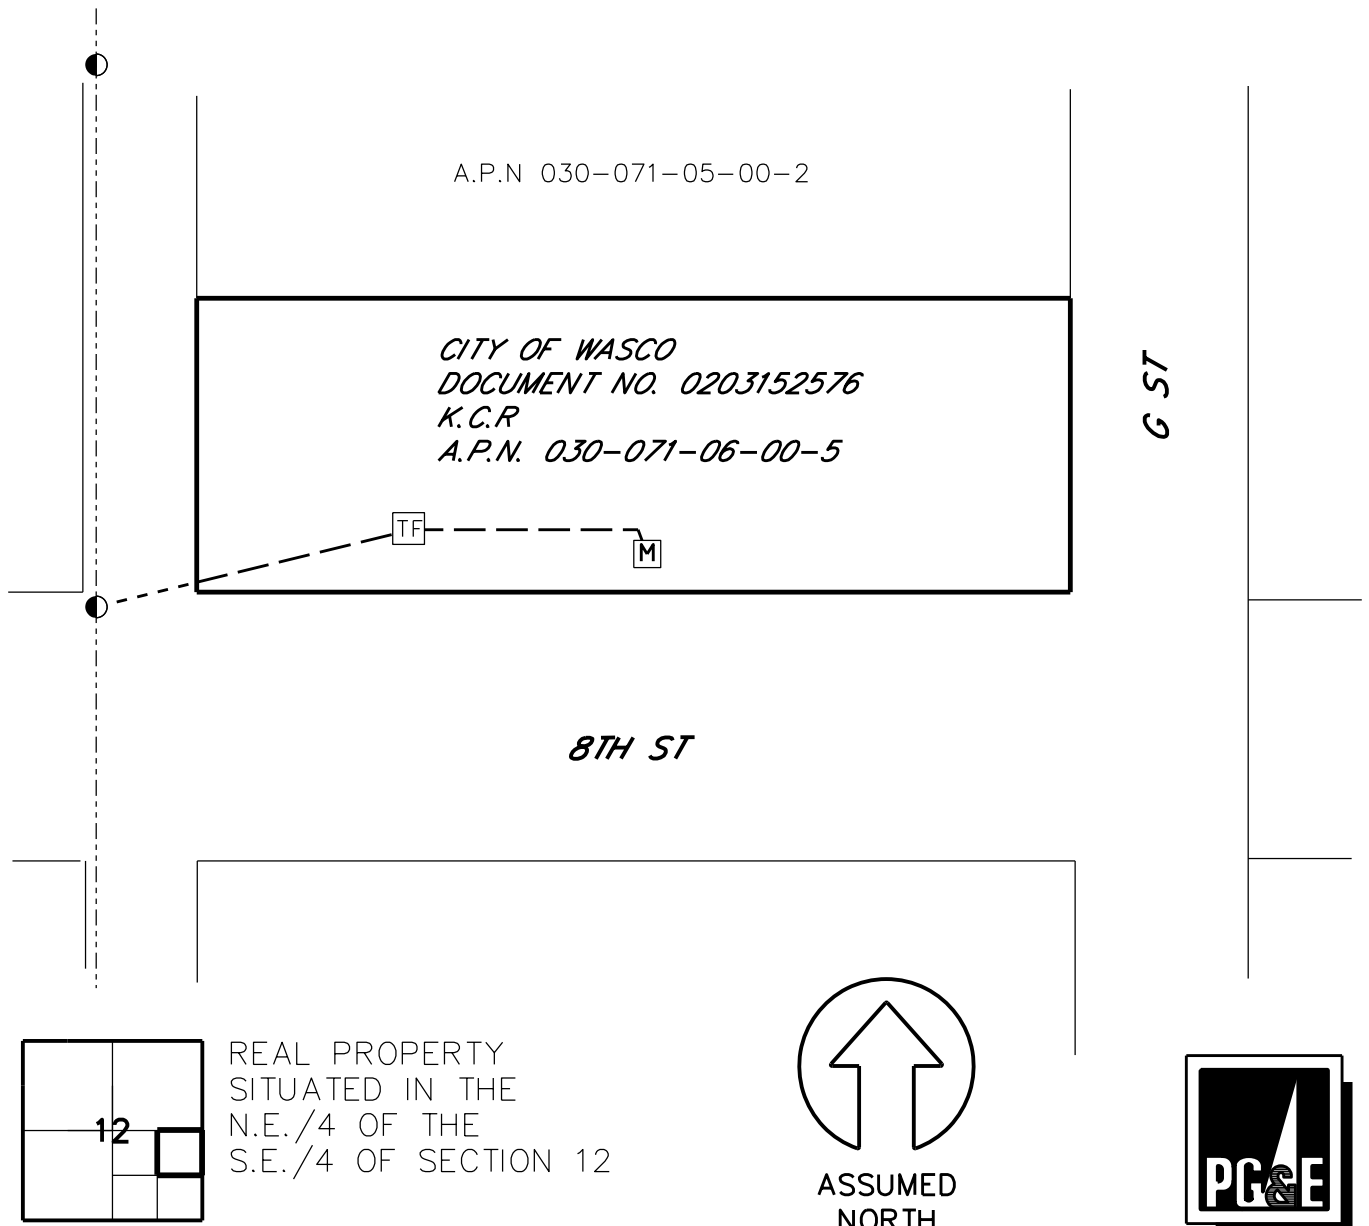 A.P.N 030-071-05-00-2
CITY OF WASCO
DOCUMENT NO. 0203152576
K.C.R
A.P.N. 030-071-06-00-5
G ST
TF
M
8TH ST
12
REAL PROPERTY
SITUATED IN THE
N.E./4 OF THE
S.E./4 OF SECTION 12
ASSUMED
NORTH
PG&E